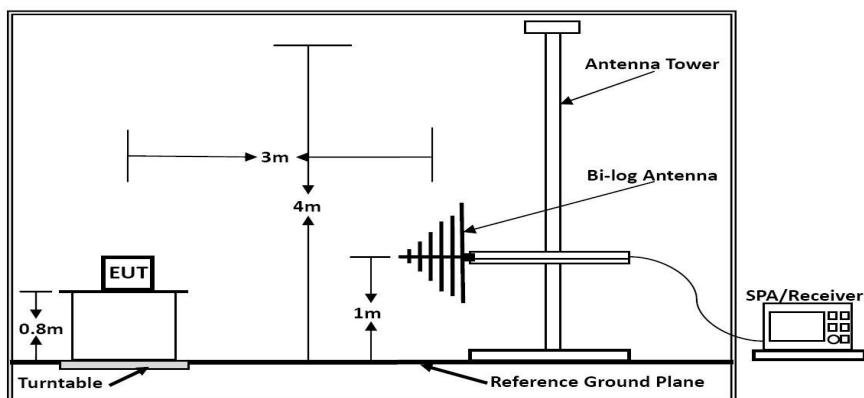 Antenna Tower
3m
Bi-log Antenna
4m
EUT
SPA/Receiver
0.8m
1m
Turntable
Reference Ground Plane